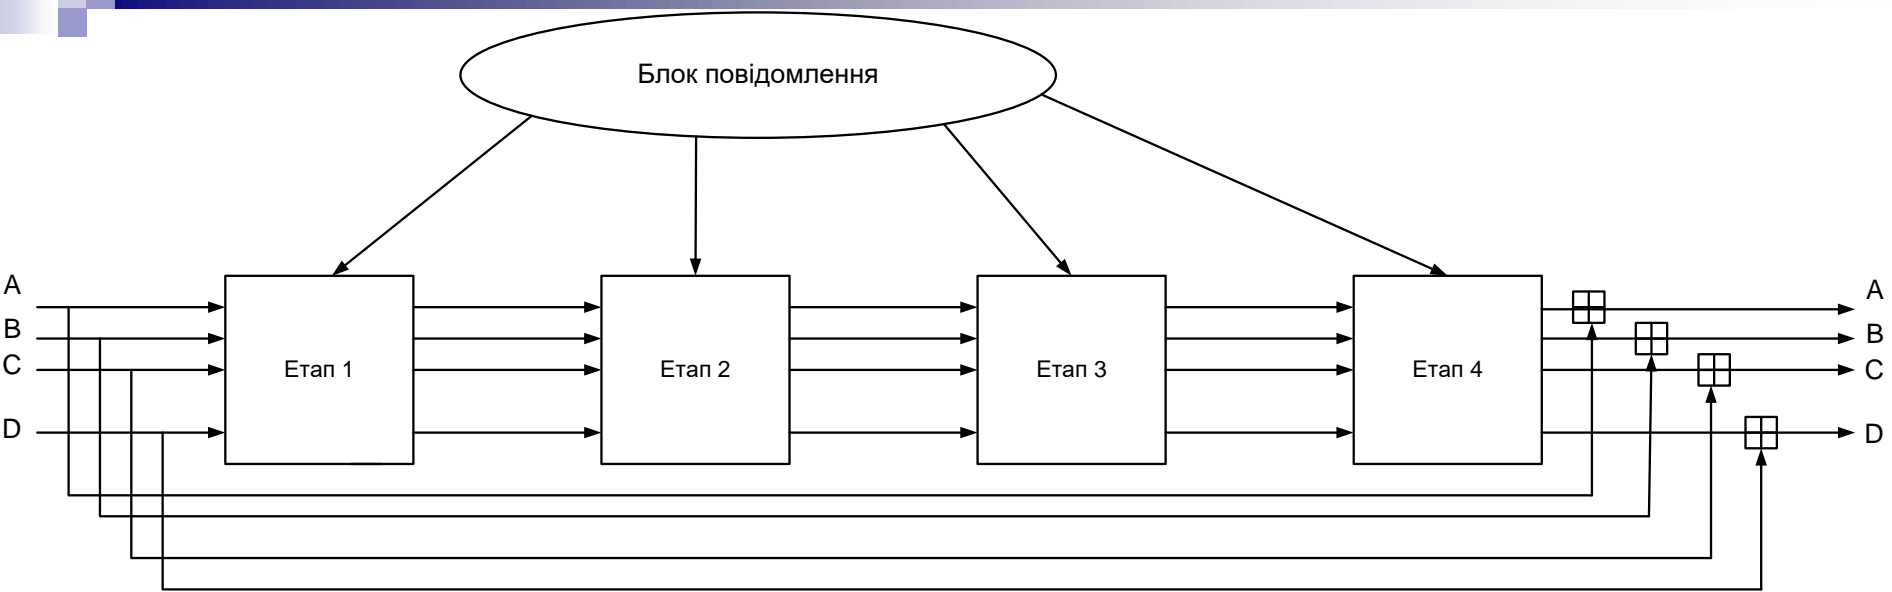 Блок повідомлення
A
B
C
D
Етап 1
Етап 2
Етап 3
Етап 4
A
B
C
D